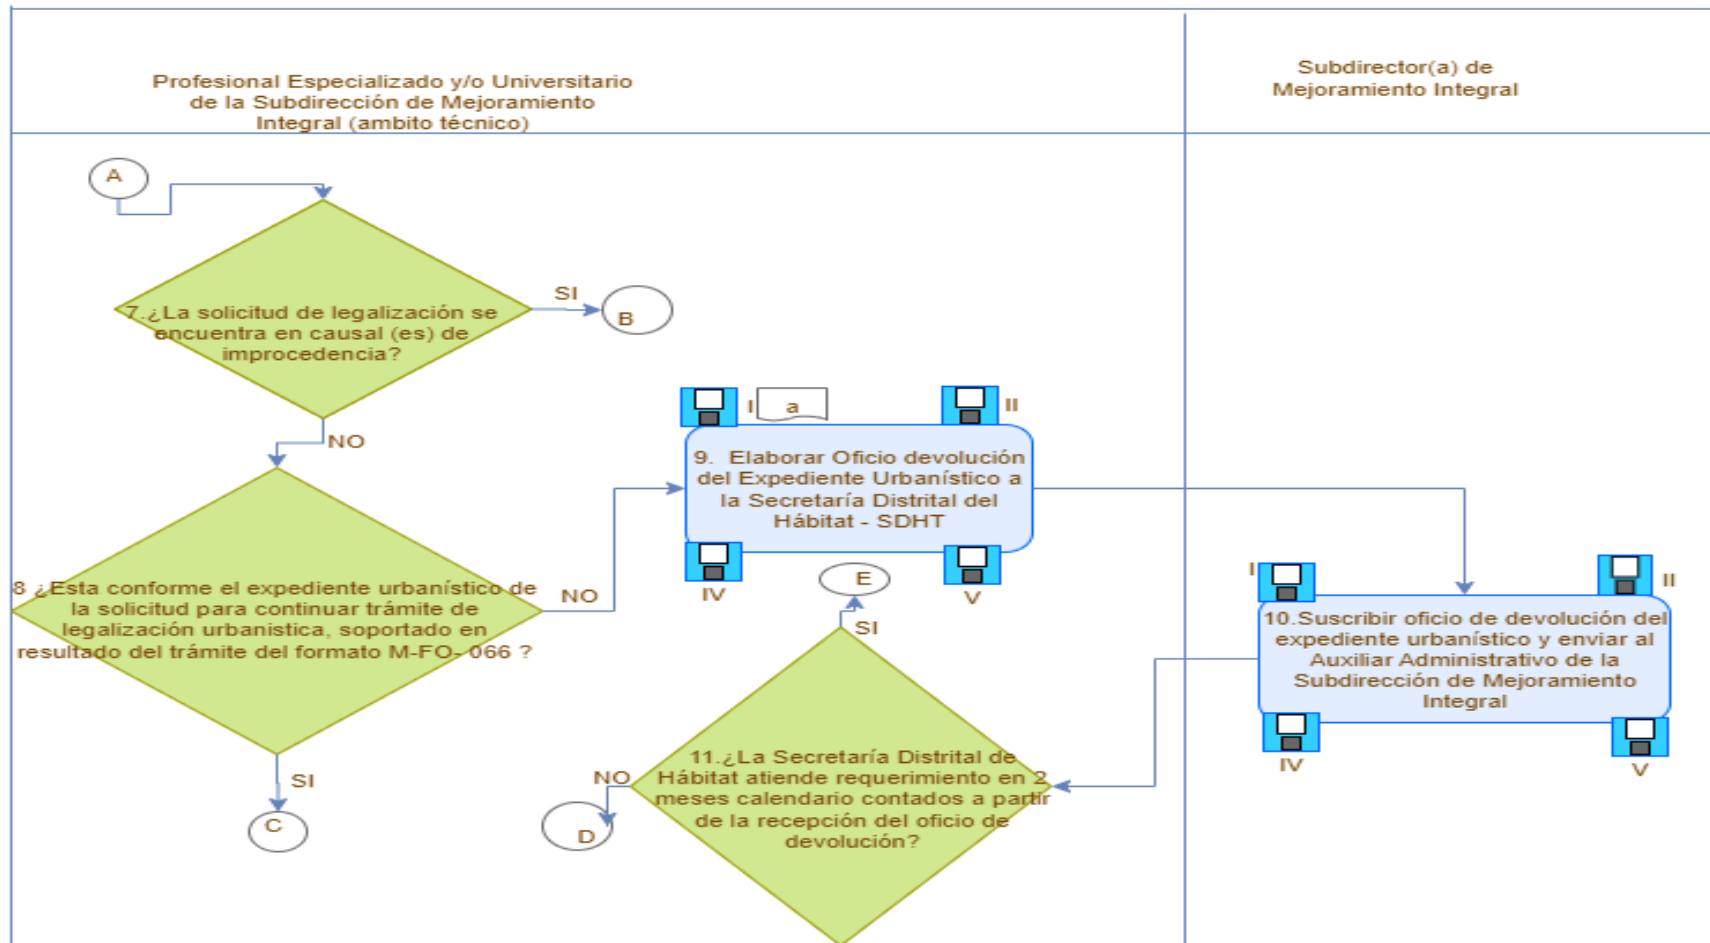 Profesional Especializado y/o Universitario
de la Subdirección de Mejoramiento
Integral (ambito técnico)
Subdirector(a) de
Mejoramiento Integral
A
7.¿La solicitud de legalización se
encuentra en causal (es) de
improcedencia?
SI
B
NO
8 ¿Esta conforme el expediente urbanístico de
la solicitud para continuar trámite de
legalización urbanistica, soportado en
resultado del trámite del formato M-FO- 066 ?
NO
SI
C
I
a
II
9. Elaborar Oficio devolución
del Expediente Urbanístico a
la Secretaría Distrital del
Hábitat - SDHT
IV
V
I
II
10.Suscribir oficio de devolución del
expediente urbanístico y enviar al
Auxiliar Administrativo de la
Subdirección de Mejoramiento
Integral
IV
V
E
SI
11.¿La Secretaría Distrital de
Hábitat atiende requerimiento en 2
meses calendario contados a partir
de la recepción del oficio de
devolución?
NO
D